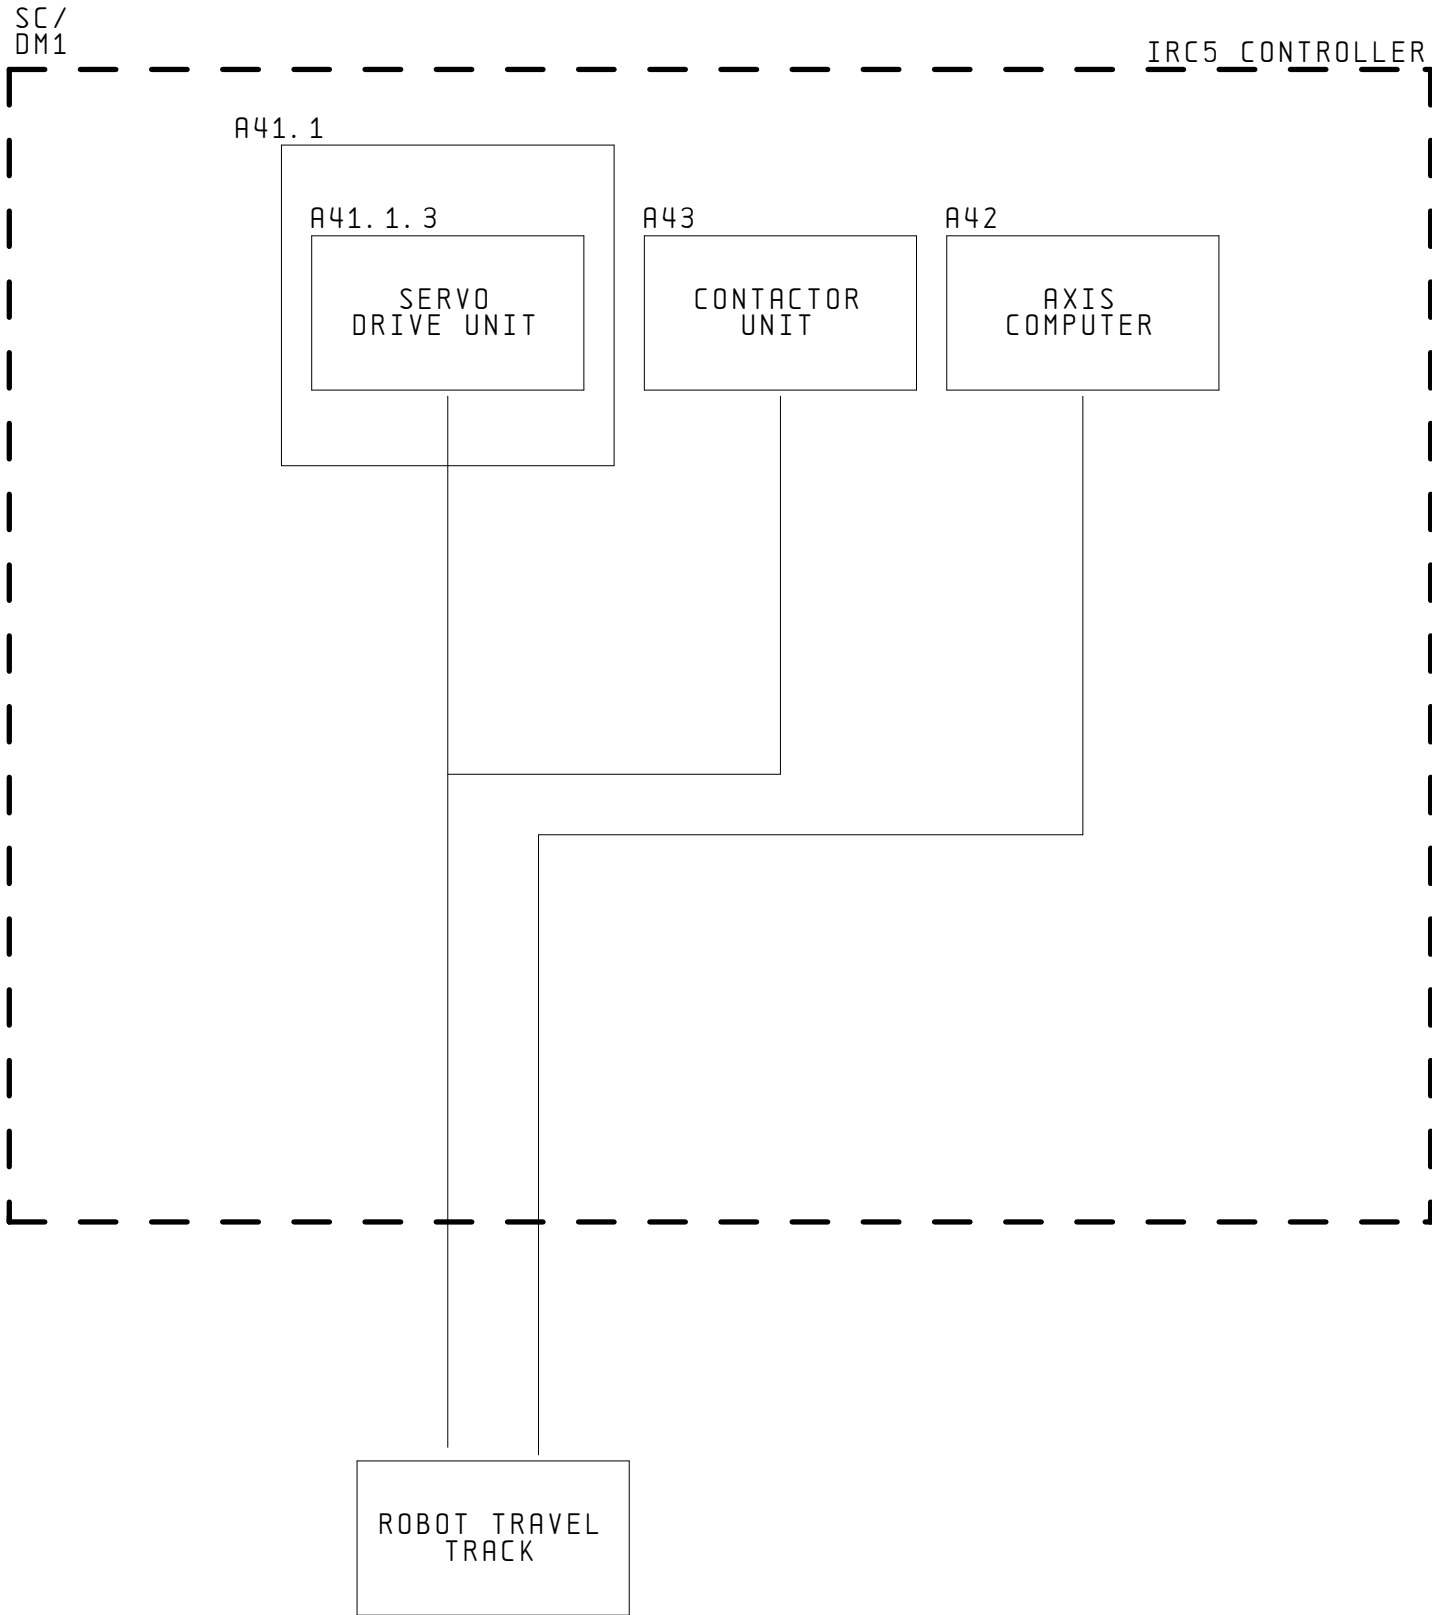 SC/
DM1
IRC5 CONTROLLER
A41.1
A41.1.3
A43
A42
SERVO
DRIVE UNIT
CONTACTOR
UNIT
AXIS
COMPUTER
ROBOT TRAVEL
TRACK